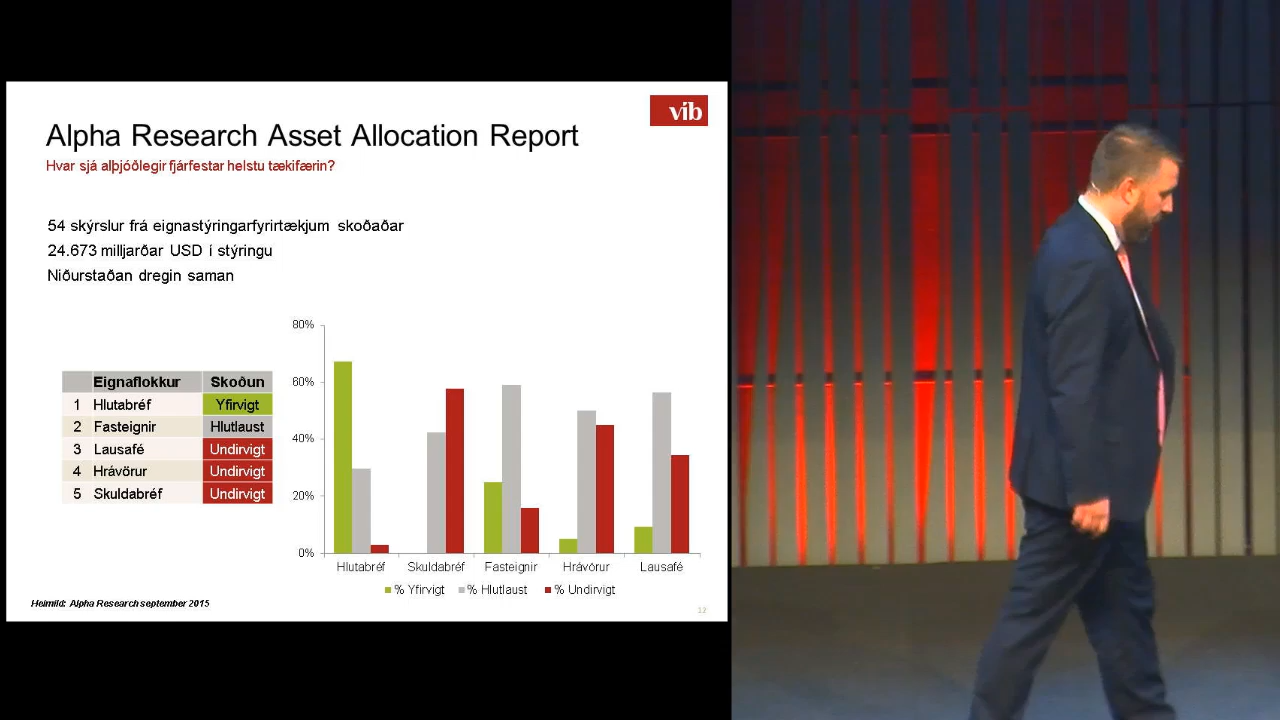 víb
Alpha Research Asset Allocation Report
Hvar sjá alþjóðlegir fjárfestar helstu tækifærin?
54 skýrslur frá eignastýringarfyrirtækjum skoðaðar
24.673 milljarðar USD í stýringu
Niðurstaðan dregin saman
Eignaflokkur Skoðun
1 Hlutabréf Yfirvigt
2 Fasteignir Hlutlaust
3 Lausafé Undirvigt
4 Hrávörur Undirvigt
5 Skuldabréf Undirvigt
80%
60%
40%
20%
0%
Hlutabréf Skuldabréf Fasteignir Hrávörur Lausafé
% Yfirvigt % Hlutlaust % Undirvigt
Heimild: Alpha Research september 2015
12